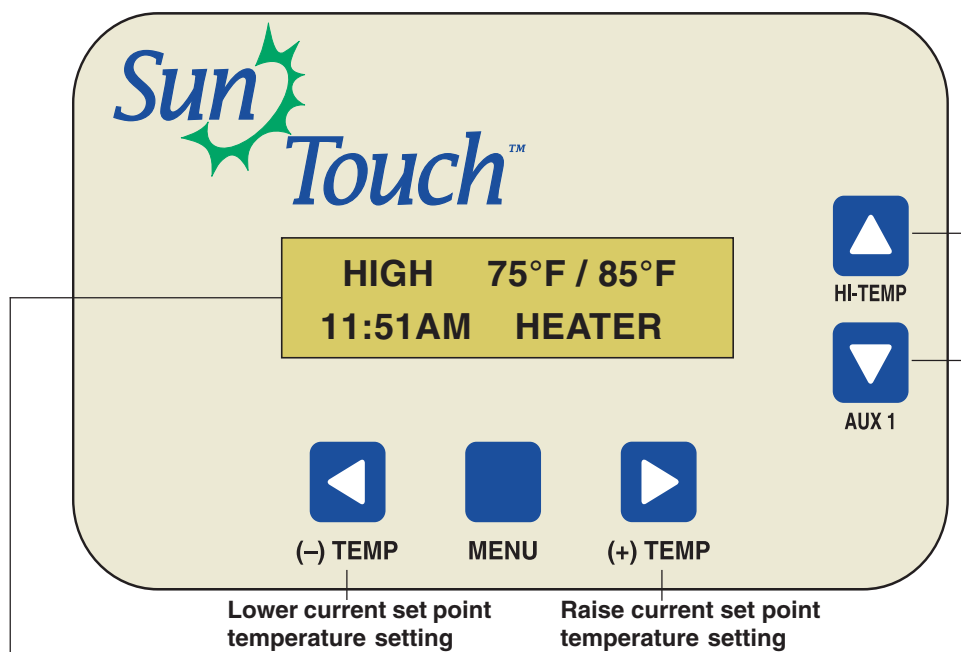 Sun
Touch™
HIGH 75°F / 85°F
11:51AM HEATER
HI-TEMP
AUX 1
(–) TEMP MENU (+) TEMP
Lower current set point
temperature setting
Raise current set point
temperature setting